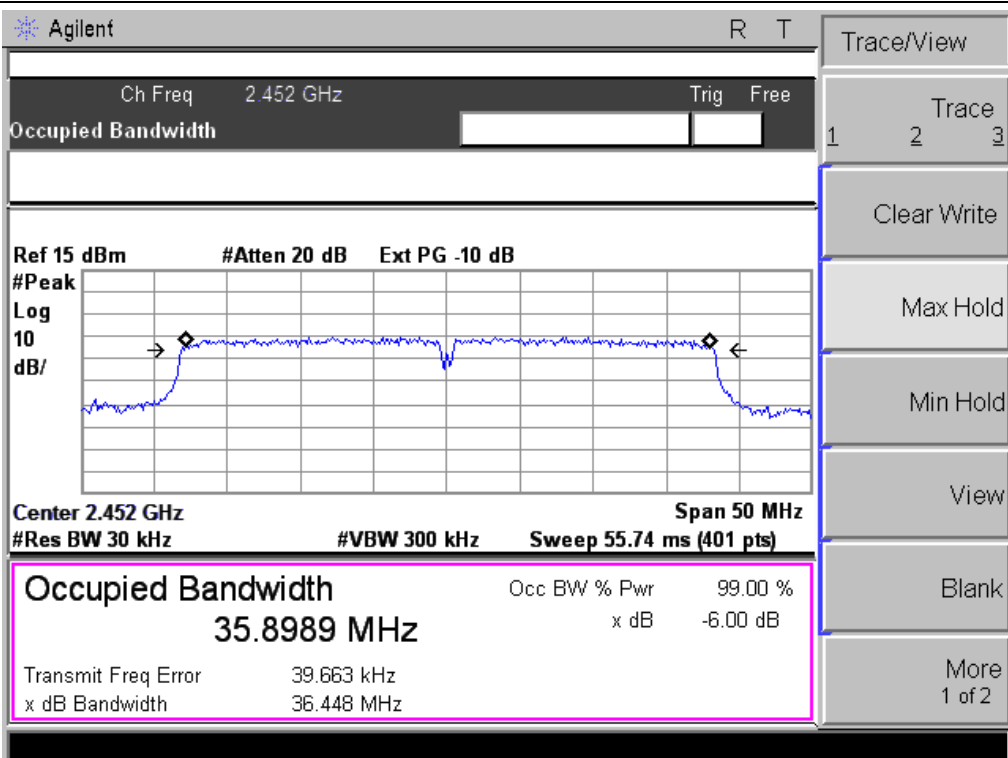 Agilent R T
Ch Freq 2.452 GHz Trig Free
Occupied Bandwidth
Ref 15 dBm #Atten 20 dB Ext PG -10 dB
#Peak
Log
10
dB/
Center 2.452 GHz Span 50 MHz
#Res BW 30 kHz #VBW 300 kHz Sweep 55.74 ms (401 pts)
Occupied Bandwidth Occ BW % Pwr 99.00 %
35.8989 MHz x dB -6.00 dB
Transmit Freq Error 39.663 kHz
x dB Bandwidth 36.448 MHz
Trace/View
Trace
1 2 3
Clear Write
Max Hold
Min Hold
View
Blank
More
1 of 2